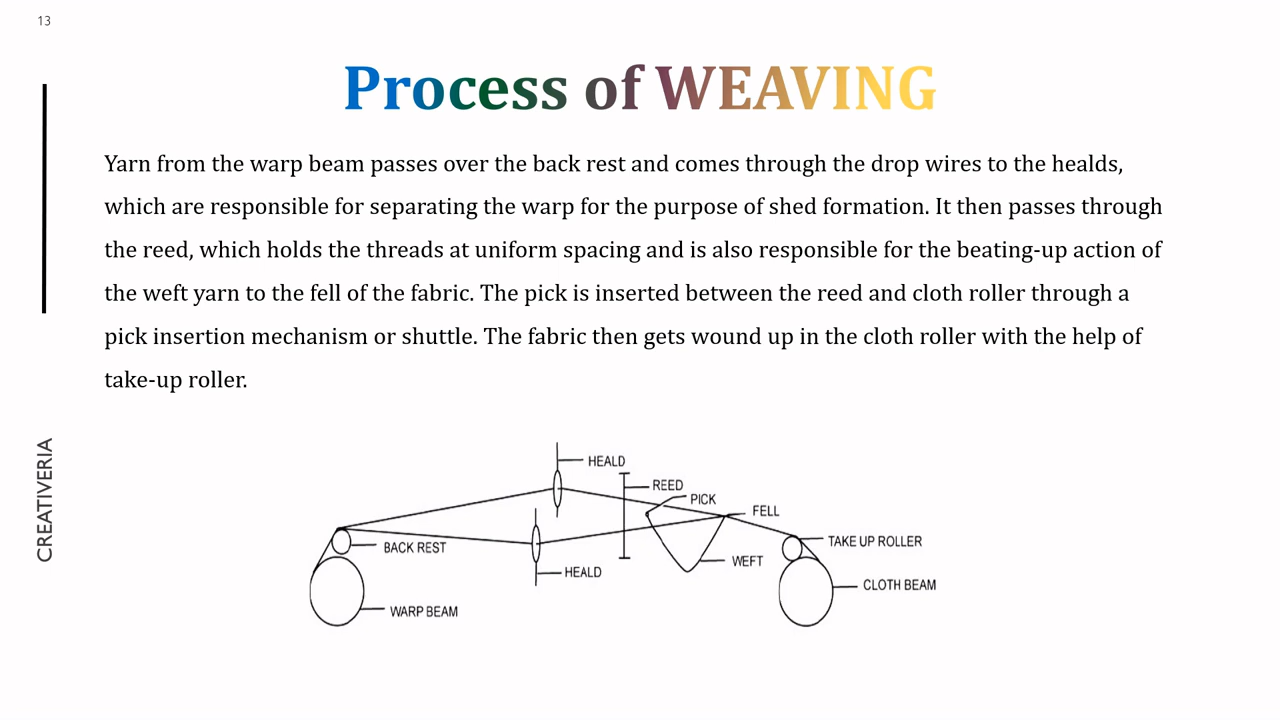 13
Process of WEAVING
Yarn from the warp beam passes over the back rest and comes through the drop wires to the healds,
which are responsible for separating the warp for the purpose of shed formation. It then passes through
the reed, which holds the threads at uniform spacing and is also responsible for the beating-up action of
the weft yarn to the fell of the fabric. The pick is inserted between the reed and cloth roller through a
pick insertion mechanism or shuttle. The fabric then gets wound up in the cloth roller with the help of
take-up roller.
CREATIVERIA
HEALD
REED
PICK
FELL
BACK REST
TAKE UP ROLLER
WEFT
HEALD
CLOTH BEAM
WARP BEAM